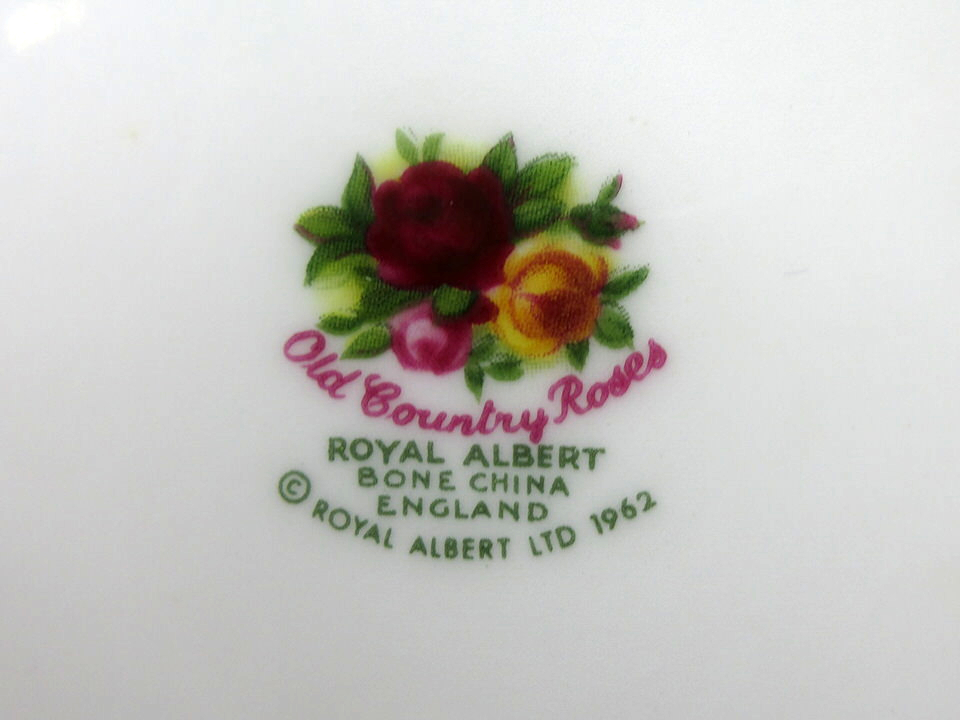 Old Country Roses
ROYAL ALBERT
BONE CHINA
ENGLAND
© ROYAL ALBERT LTD 1962